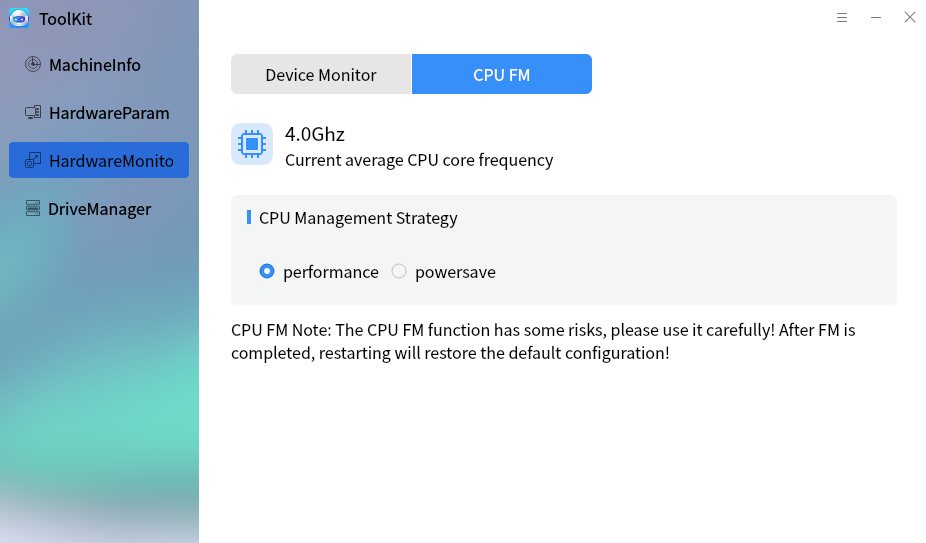 ToolKit
MachineInfo
HardwareParam
HardwareMonito
DriveManager
Device Monitor
CPU FM
4.0Ghz
Current average CPU core frequency
CPU Management Strategy
performance
powersave
CPU FM Note: The CPU FM function has some risks, please use it carefully! After FM is
completed, restarting will restore the default configuration!